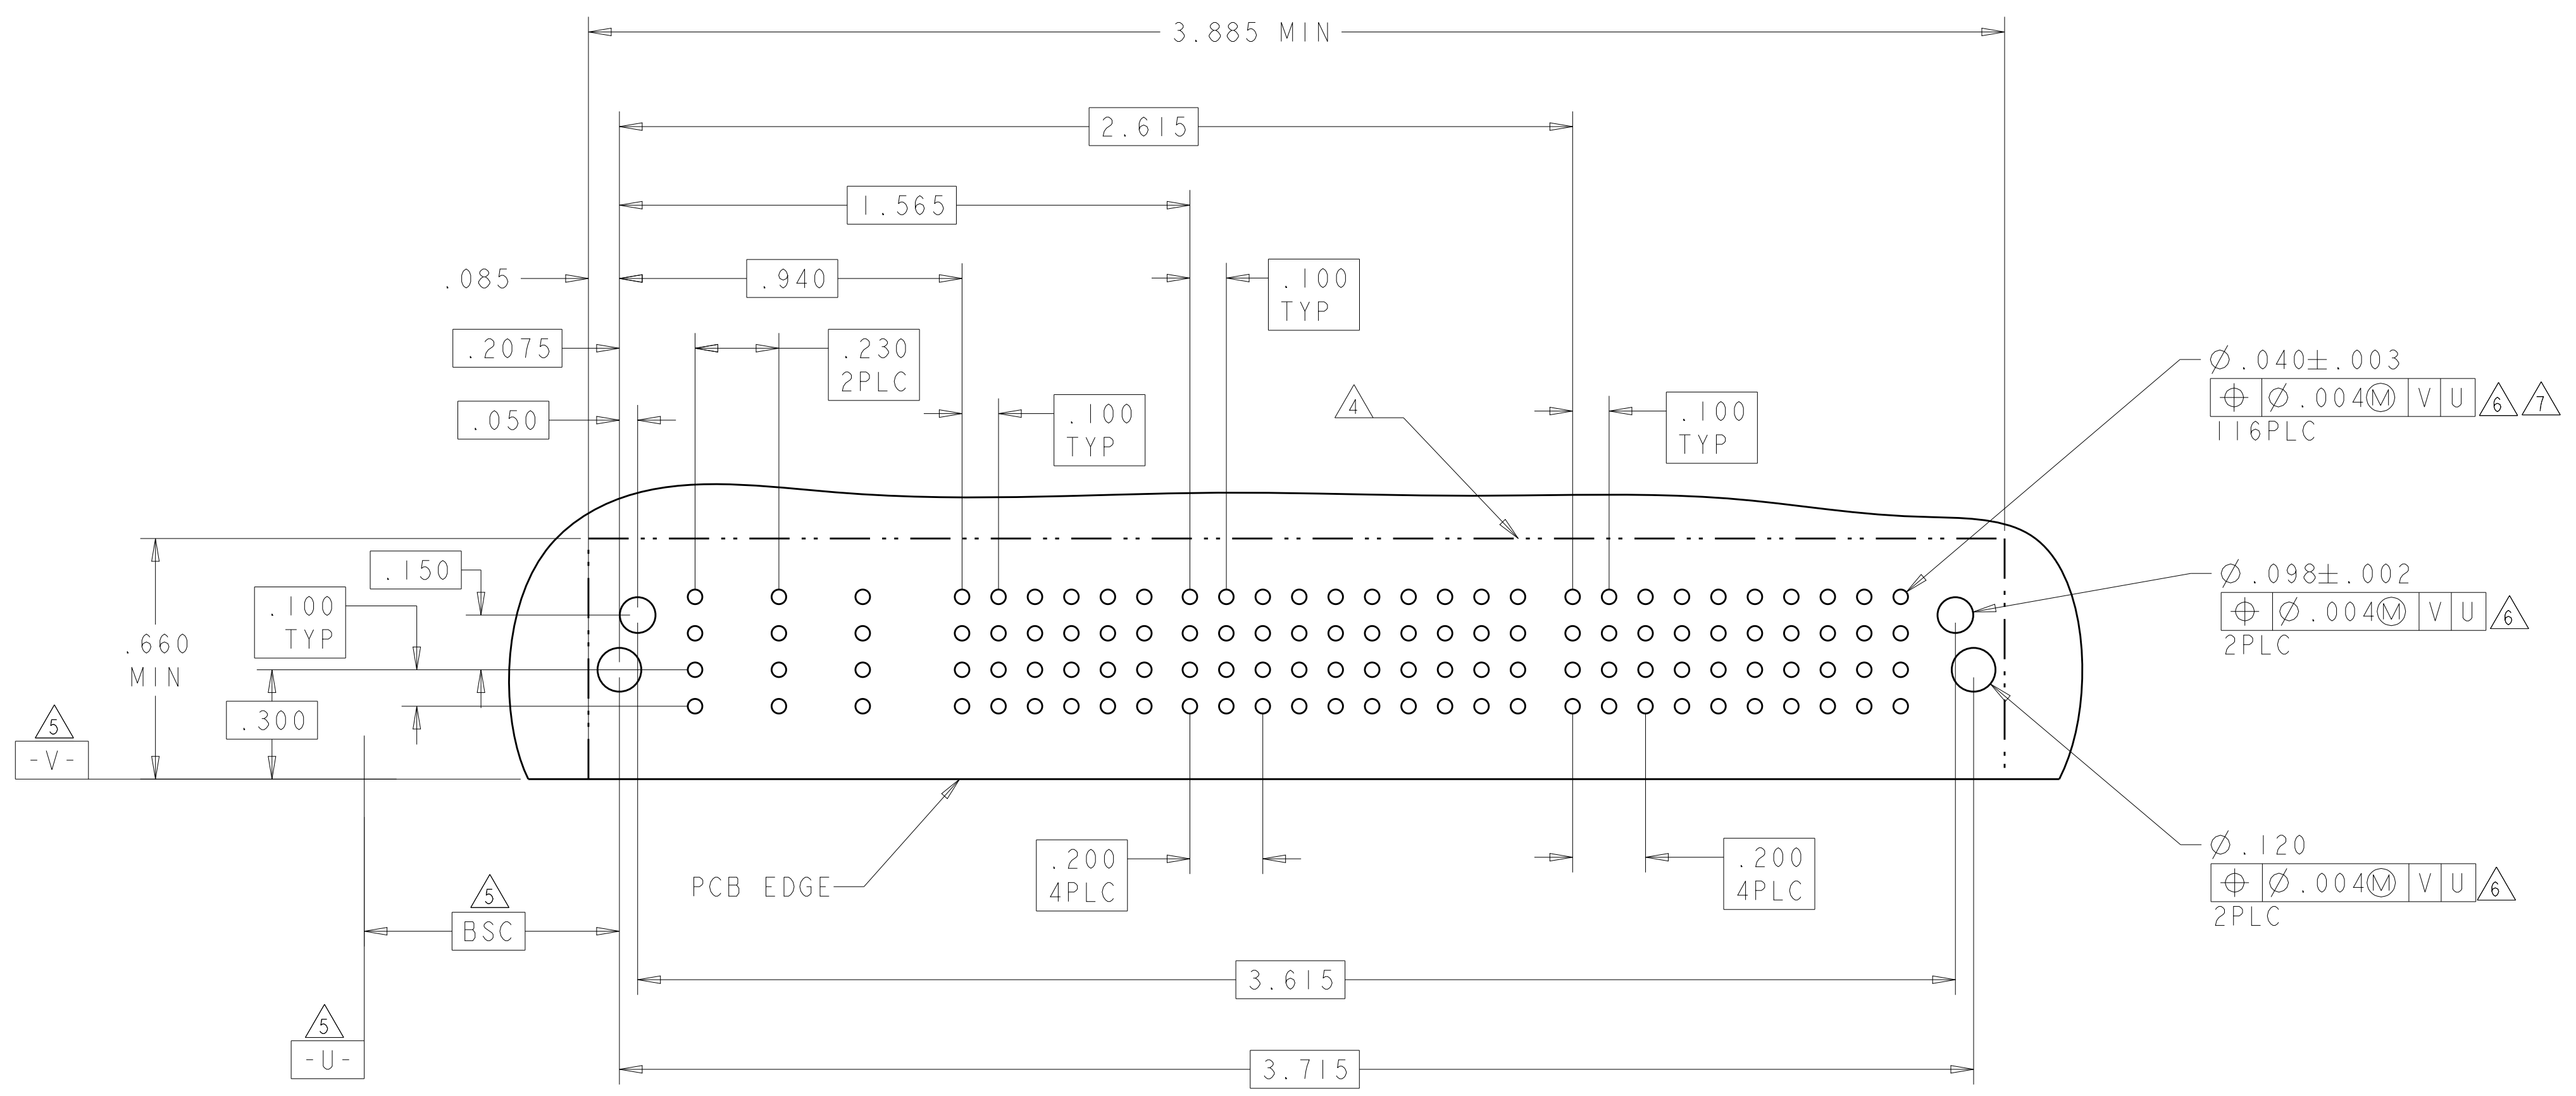 3.885 MIN
2.615
1.565
.085
.940
.100
TYP
.2075
.230
2PLC
.050
.100
TYP
4
.100
TYP
Ø.040±.003
⌖ Ø.004Ⓜ V U 6 7
116PLC
.150
.100
TYP
.660
MIN
.300
5
-V-
Ø.098±.002
⌖ Ø.004Ⓜ V U 6
2PLC
PCB EDGE
.200
4PLC
.200
4PLC
Ø.120
⌖ Ø.004Ⓜ V U 6
2PLC
5
BSC
3.615
5
-U-
3.715